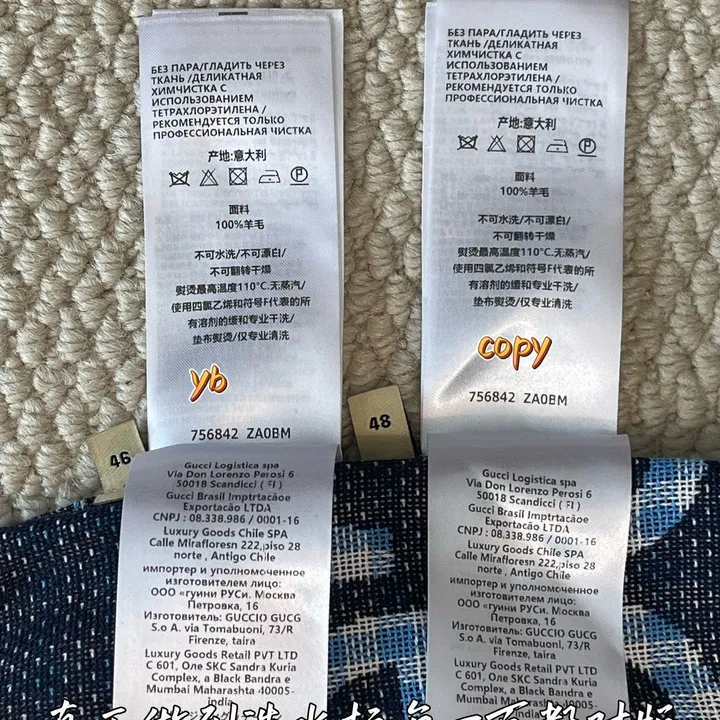 БЕЗ ПАРА/ГЛАДИТЬ ЧЕРЕЗ
ТКАНЬ /ДЕЛИКАТНАЯ
ХИМЧИСТКА С
ИСПОЛЬЗОВАНИЕМ
ТЕТРАХЛОРЭТИЛЕНА /
РЕКОМЕНДУЕТСЯ ТОЛЬКО
ПРОФЕССИОНАЛЬНАЯ ЧИСТКА
产地:意大利
面料
100%羊毛
不可水洗/不可漂白/
不可翻转干燥
熨烫最高温度110°C.无蒸汽/
使用四氯乙烯和符号F代表的所
有溶剂的缓和专业干洗/
垫布熨烫/仅专业清洗
yb
756842 ZA0BM
46
Gucci Logistica spa
Via Don Lorenzo Perosi 6
50018 Scandicci ( FI )
Gucci Brasil Imptrtacãoe
Exportacão LTDA
CNPJ : 08.338.986 / 0001-16
Luxury Goods Chile SPA
Calle Mirafloresn 222,piso 28
norte , Antigo Chile
импортер и уполномоченное
изготовителем лицо:
ООО «гуини РУСи. Москва
Петровка, 16
Изготовитель: GUCCIO GUCG
S.o A. via Tomabuoni, 73/R
Firenze, taira
Luxury Goods Retail PVT LTD
C 601, One SKC Sandra Kuria
Complex, a Black Bandra e
Mumbai Maharashta 40005-
India
БЕЗ ПАРА/ГЛАДИТЬ ЧЕРЕЗ
ТКАНЬ /ДЕЛИКАТНАЯ
ХИМЧИСТКА С
ИСПОЛЬЗОВАНИЕМ
ТЕТРАХЛОРЭТИЛЕНА /
РЕКОМЕНДУЕТСЯ ТОЛЬКО
ПРОФЕССИОНАЛЬНАЯ ЧИСТКА
产地:意大利
面料
100%羊毛
不可水洗/不可漂白/
不可翻转干燥
熨烫最高温度110°C.无蒸汽/
使用四氯乙烯和符号F代表的所
有溶剂的缓和专业干洗/
垫布熨烫/仅专业清洗
copy
756842 ZA0BM
48
Gucci Logistica spa
Via Don Lorenzo Perosi 6
50018 Scandicci ( FI )
Gucci Brasil Imptrtacãoe
Exportacão LTDA
CNPJ : 08.338.986 / 0001-16
Luxury Goods Chile SPA
Calle Mirafloresn 222,piso 28
norte , Antigo Chile
импортер и уполномоченное
изготовителем лицо:
ООО «гуини РУСи. Москва
Петровка, 16
Изготовитель: GUCCIO GUCG
S.o A. via Tomabuoni, 73/R
Firenze, taira
Luxury Goods Retail PVT LTD
C 601, One SKC Sandra Kuria
Complex, a Black Bandra e
Mumbai Maharashta 40005-
India